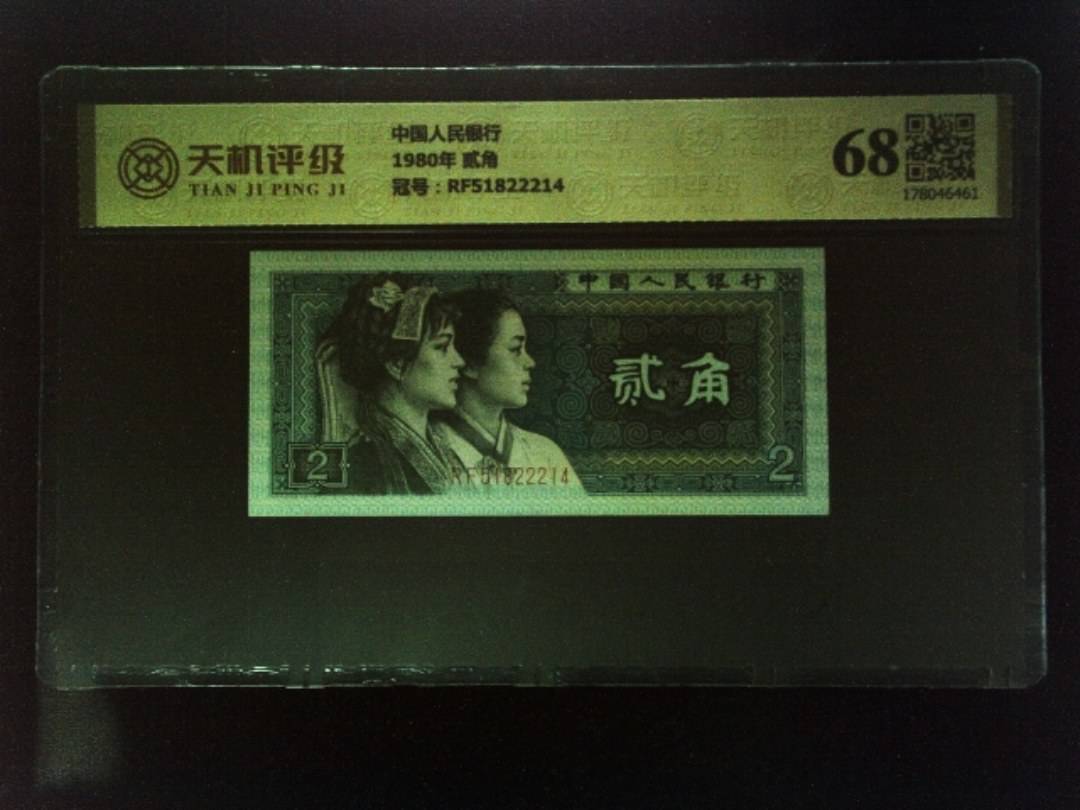 天机评级
TIAN JI PING JI
中国人民银行
1980年 贰角
冠号：RF51822214
68
178046461
中国人民银行
贰角
2
2
RF51822214